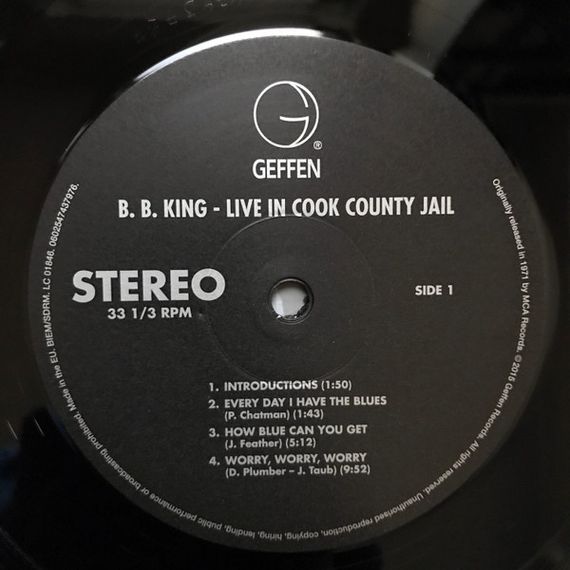 G
®
GEFFEN
B. B. KING - LIVE IN COOK COUNTY JAIL
STEREO
33 1/3 RPM
SIDE 1
1. INTRODUCTIONS (1:50)
2. EVERY DAY I HAVE THE BLUES
(P. Chatman) (1:43)
3. HOW BLUE CAN YOU GET
(J. Feather) (5:12)
4. WORRY, WORRY, WORRY
(D. Plumber – J. Taub) (9:52)
Originally released in 1971 by MCA Records. ℗ 2015 Geffen Records. All rights reserved. Unauthorised reproduction, copying, hiring, lending, public performance or broadcasting prohibited. Made in the EU. BIEM/SDRM. LC 01846. 0602547437976.